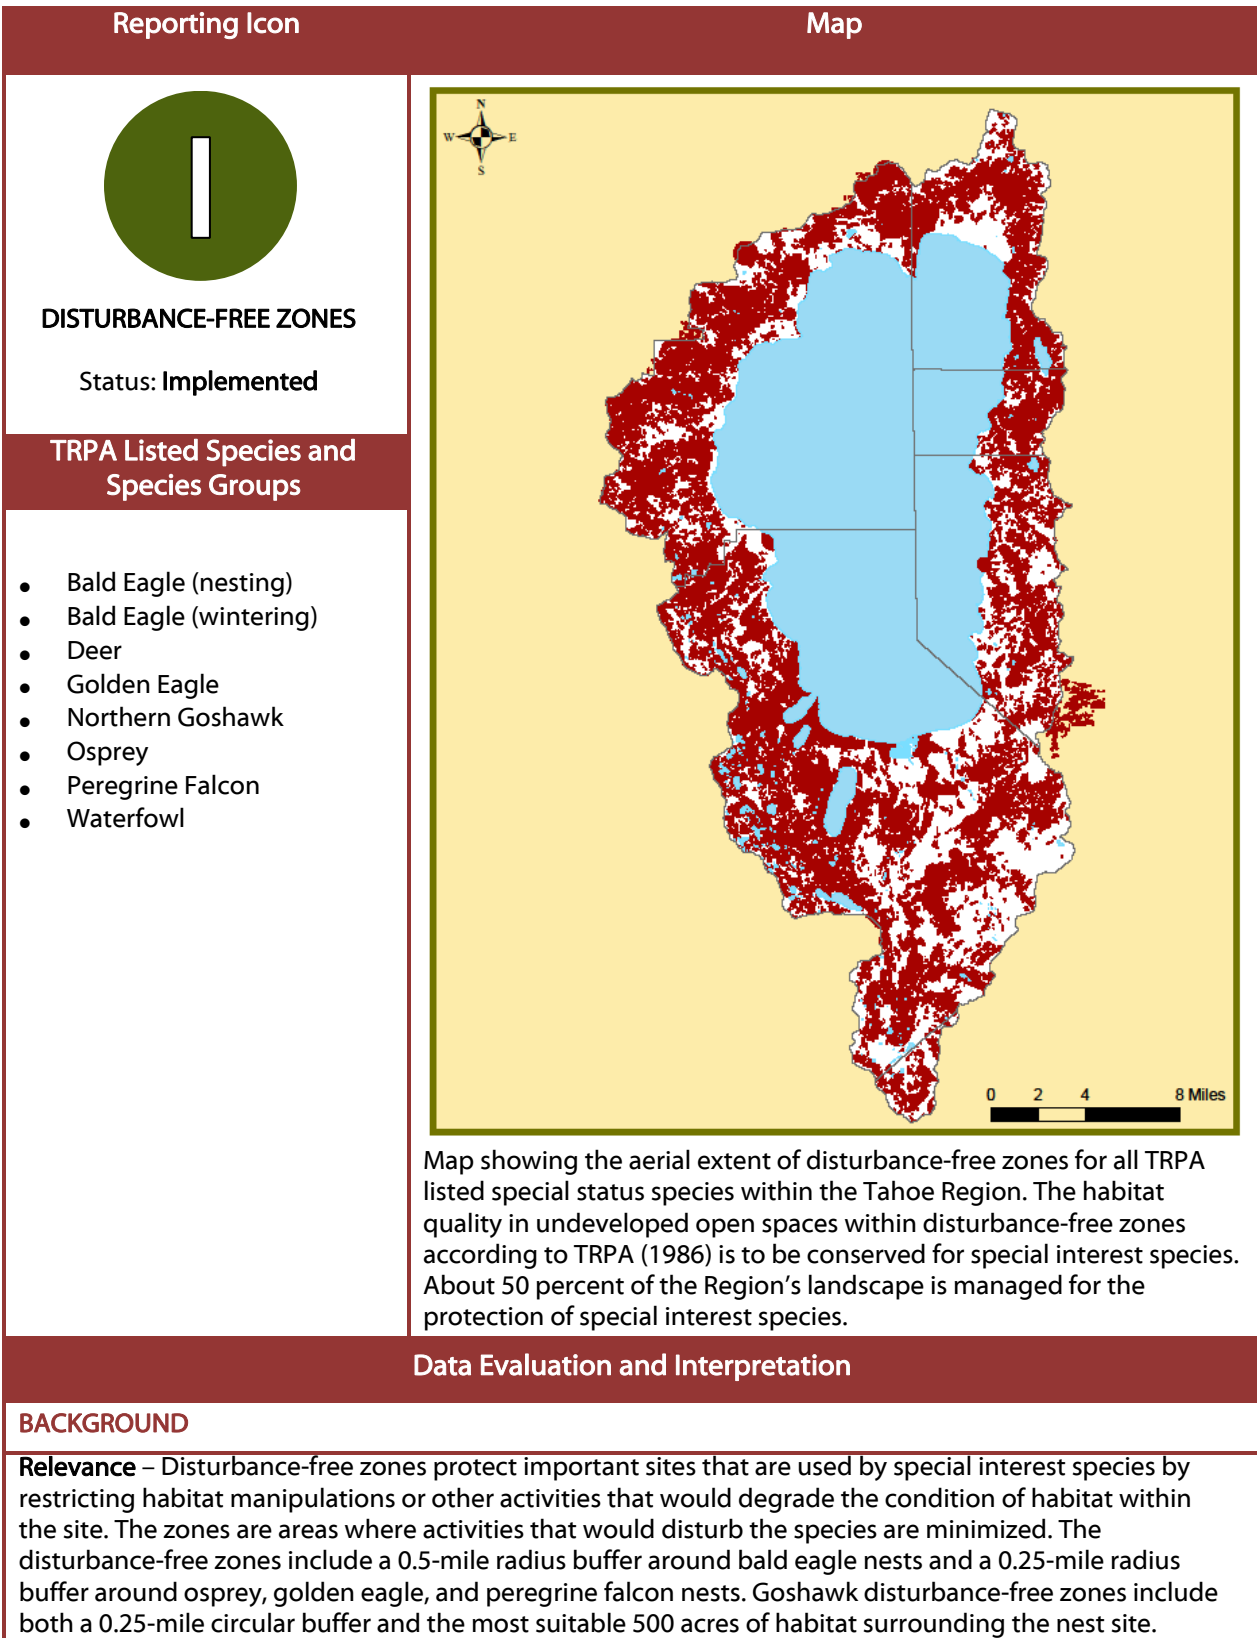 Reporting Icon
Map
I
DISTURBANCE-FREE ZONES
Status: Implemented
TRPA Listed Species and
Species Groups
• Bald Eagle (nesting)
• Bald Eagle (wintering)
• Deer
• Golden Eagle
• Northern Goshawk
• Osprey
• Peregrine Falcon
• Waterfowl
N
W E
S
0 2 4 8 Miles
Map showing the aerial extent of disturbance-free zones for all TRPA
listed special status species within the Tahoe Region. The habitat
quality in undeveloped open spaces within disturbance-free zones
according to TRPA (1986) is to be conserved for special interest species.
About 50 percent of the Region's landscape is managed for the
protection of special interest species.
Data Evaluation and Interpretation
BACKGROUND
Relevance – Disturbance-free zones protect important sites that are used by special interest species by
restricting habitat manipulations or other activities that would degrade the condition of habitat within
the site. The zones are areas where activities that would disturb the species are minimized. The
disturbance-free zones include a 0.5-mile radius buffer around bald eagle nests and a 0.25-mile radius
buffer around osprey, golden eagle, and peregrine falcon nests. Goshawk disturbance-free zones include
both a 0.25-mile circular buffer and the most suitable 500 acres of habitat surrounding the nest site.